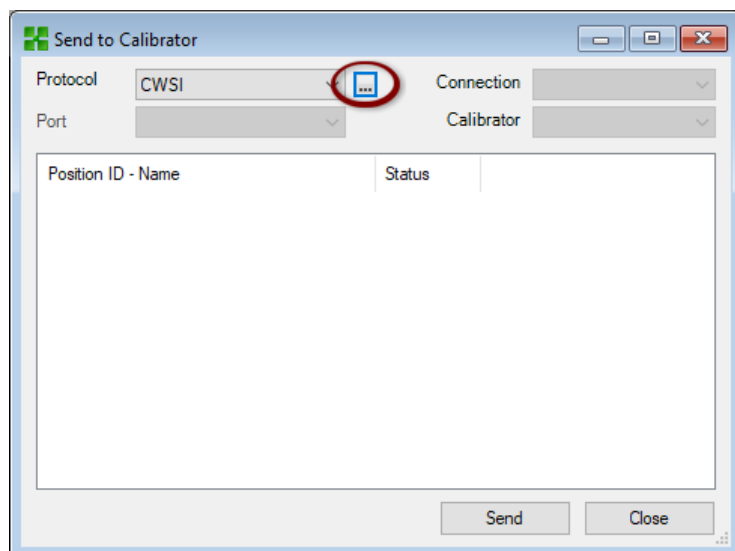 Send to Calibrator
Protocol CWSI ... Connection
Port Calibrator
Position ID - Name Status
Send Close